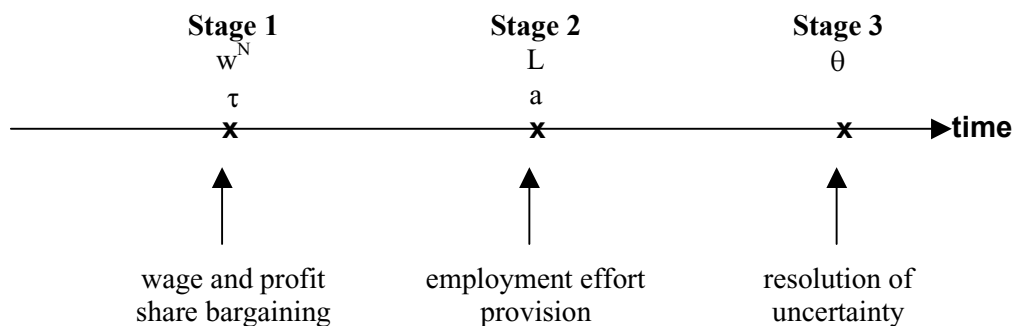 Stage 1 Stage 2 Stage 3
w^N L θ
τ a
x x x time
wage and profit employment effort resolution of
share bargaining provision uncertainty